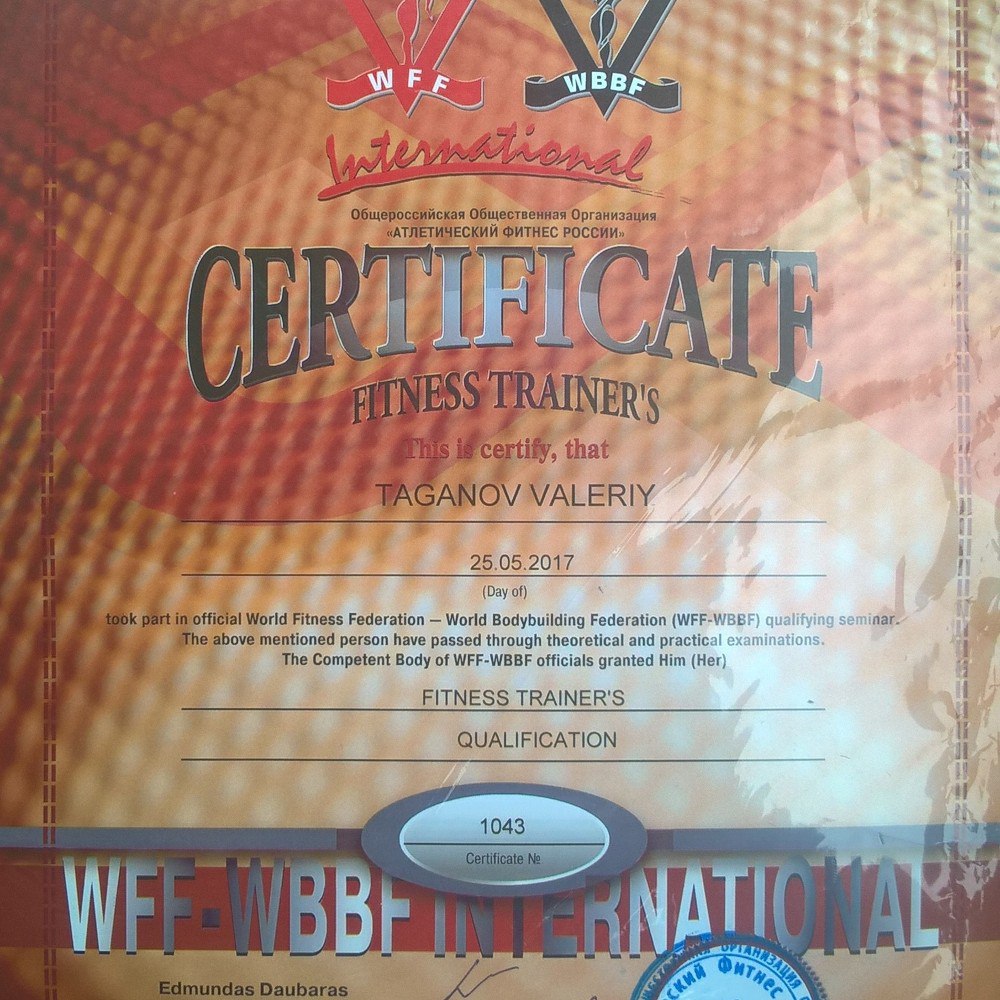 WFF
WBBF
International
Общероссийская Общественная Организация
«АТЛЕТИЧЕСКИЙ ФИТНЕС РОССИИ»
CERTIFICATE
FITNESS TRAINER'S
This is certify, that
TAGANOV VALERIY
25.05.2017
(Day of)
took part in official World Fitness Federation — World Bodybuilding Federation (WFF-WBBF) qualifying seminar.
The above mentioned person have passed through theoretical and practical examinations.
The Competent Body of WFF-WBBF officials granted Him (Her)
FITNESS TRAINER'S
QUALIFICATION
1043
Certificate №
WFF-WBBF INTERNATIONAL
Edmundas Daubaras
ОРГАНИЗАЦИЯ
Фитнес